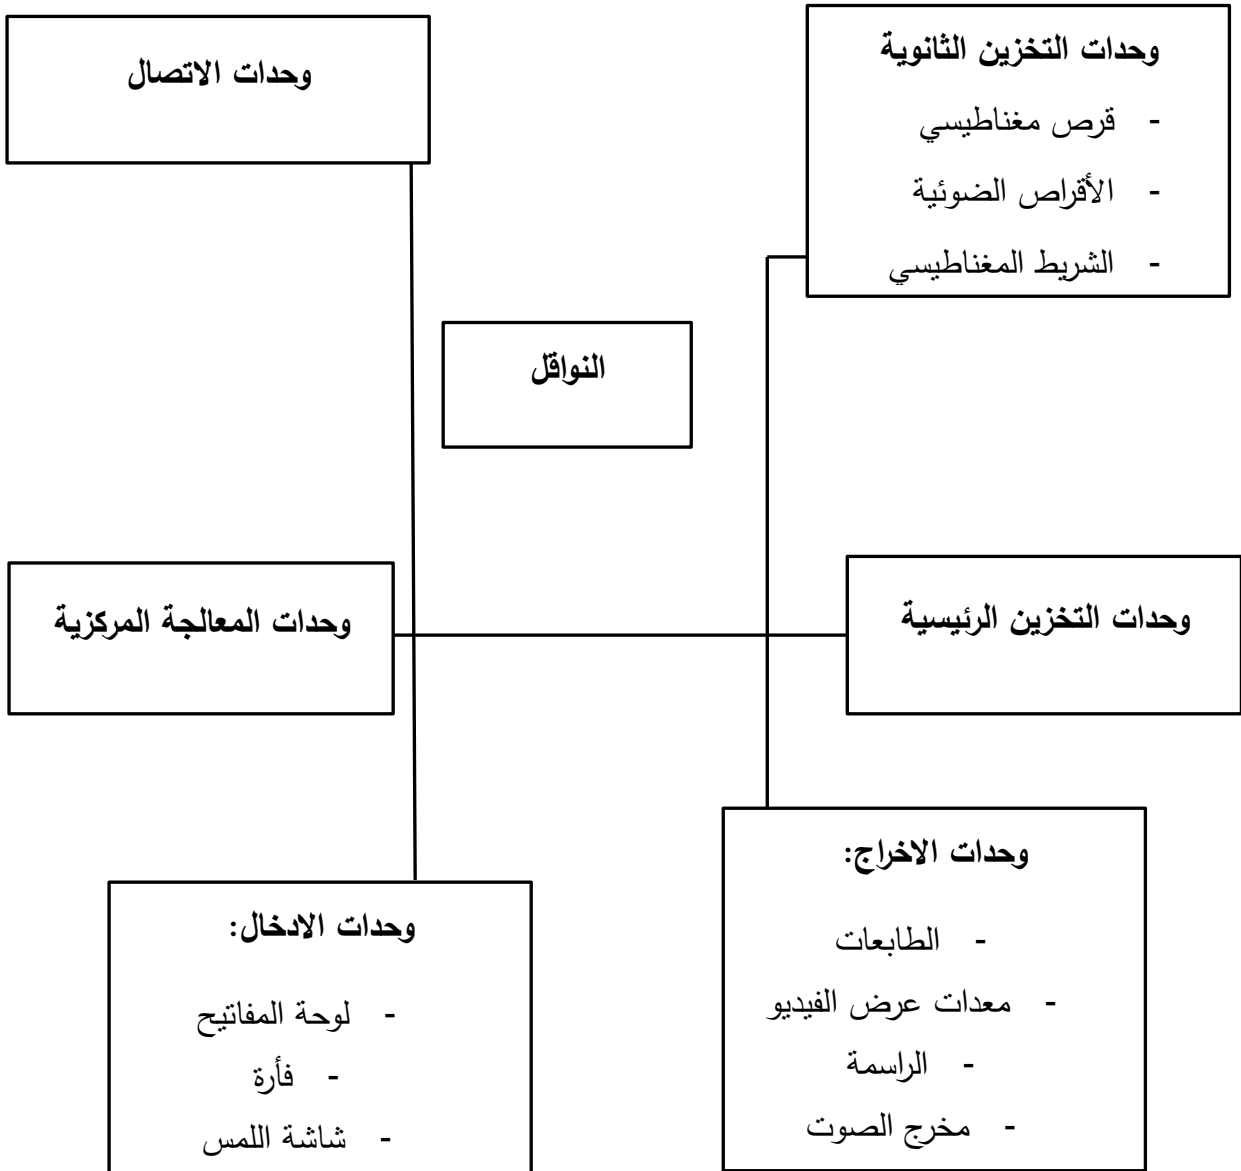 وحدات التخزين الثانوية
- قرص مغناطيسي
- الأقراص الضوئية
- الشريط المغناطيسي
وحدات الاتصال
النواقل
وحدات التخزين الرئيسية
وحدات المعالجة المركزية
وحدات الاخراج:
- الطابعات
- معدات عرض الفيديو
- الراسمة
- مخرج الصوت
وحدات الادخال:
- لوحة المفاتيح
- فأرة
- شاشة اللمس